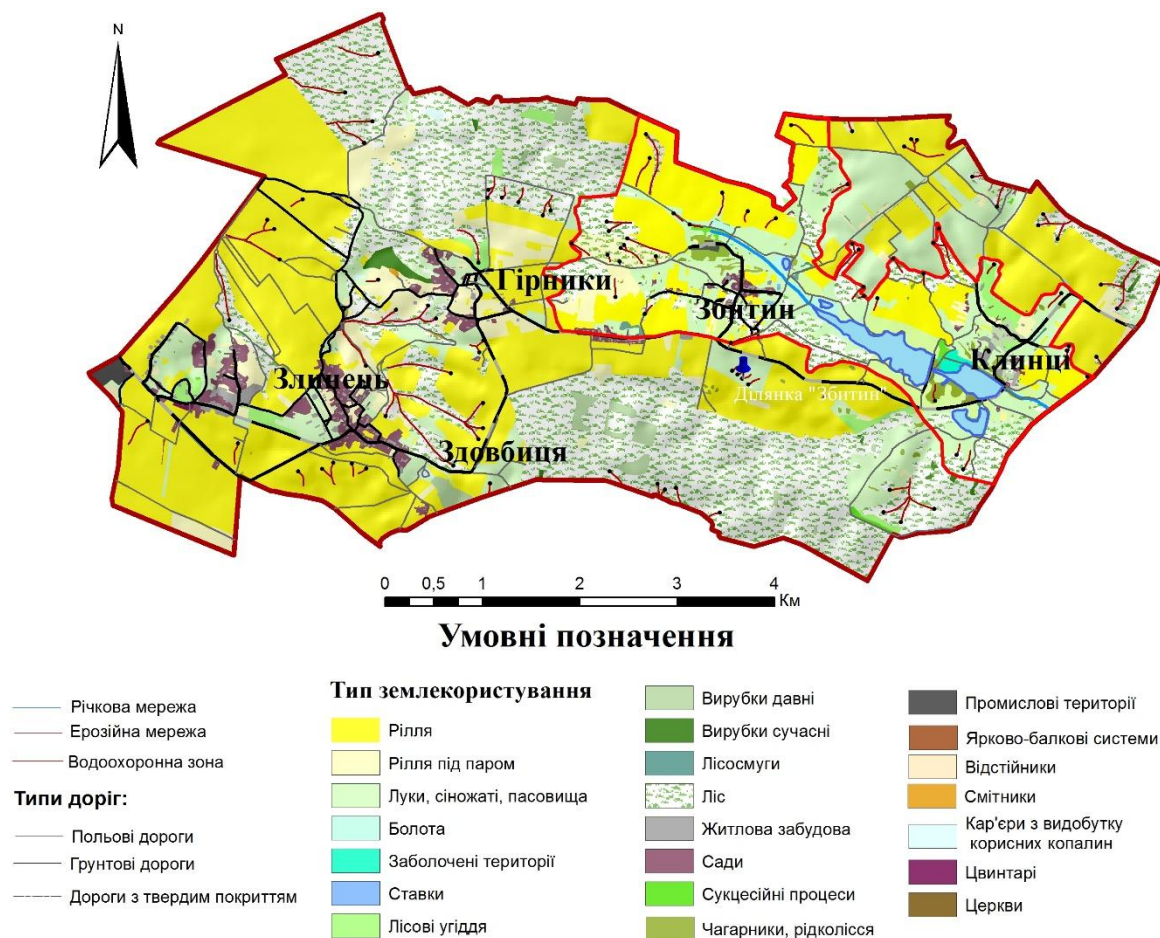 N
Гірники
Збитин
Клинці
Злинець
Ділянка "Збитин
Здовбиця
0 0,5 1 2 3 4
Км
Умовні позначення
Річкова мережа
Ерозійна мережа
Водоохоронна зона
Типи доріг:
Польові дороги
Грунтові дороги
Дороги з твердим покриттям
Тип землекористування
Рілля
Рілля під паром
Луки, сіножаті, пасовища
Болота
Заболочені території
Ставки
Лісові угіддя
Вирубки давні
Вирубки сучасні
Лісосмуги
Ліс
Житлова забудова
Сади
Сукцесійні процеси
Чагарники, рідколісся
Промислові території
Ярково-балкові системи
Відстійники
Смітники
Кар'єри з видобутку
корисних копалин
Цвинтарі
Церкви